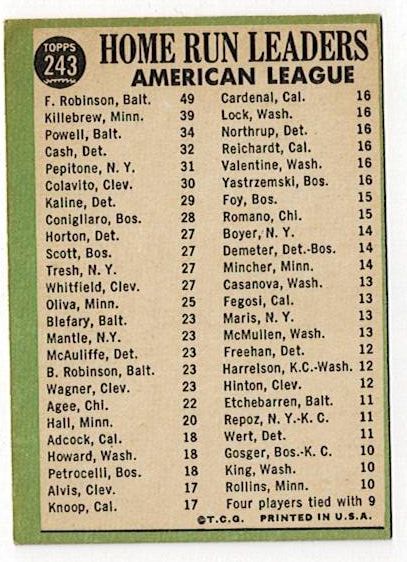 TOPPS
243
HOME RUN LEADERS
AMERICAN LEAGUE
F. Robinson, Balt. 49
Killebrew, Minn. 39
Powell, Balt. 34
Cash, Det. 32
Pepitone, N. Y. 31
Colavito, Clev. 30
Kaline, Det. 29
Conigliaro, Bos. 28
Horton, Det. 27
Scott, Bos. 27
Tresh, N. Y. 27
Whitfield, Clev. 27
Oliva, Minn. 25
Blefary, Balt. 23
Mantle, N.Y. 23
McAuliffe, Det. 23
B. Robinson, Balt. 23
Wagner, Clev. 23
Agee, Chi. 22
Hall, Minn. 20
Adcock, Cal. 18
Howard, Wash. 18
Petrocelli, Bos. 18
Alvis, Clev. 17
Knoop, Cal. 17
Cardenal, Cal. 16
Lock, Wash. 16
Northrup, Det. 16
Reichardt, Cal. 16
Valentine, Wash. 16
Yastrzemski, Bos. 16
Foy, Bos. 15
Romano, Chi. 15
Boyer, N. Y. 14
Demeter, Det.-Bos. 14
Mincher, Minn. 14
Casanova, Wash. 13
Fegosi, Cal. 13
Maris, N. Y. 13
McMullen, Wash. 13
Freehan, Det. 12
Harrelson, K.C.-Wash. 12
Hinton, Clev. 12
Etchebarren, Balt. 11
Repoz, N. Y.-K. C. 11
Wert, Det. 11
Gosger, Bos.-K. C. 10
King, Wash. 10
Rollins, Minn. 10
Four players tied with 9
©T.C.G. PRINTED IN U.S.A.